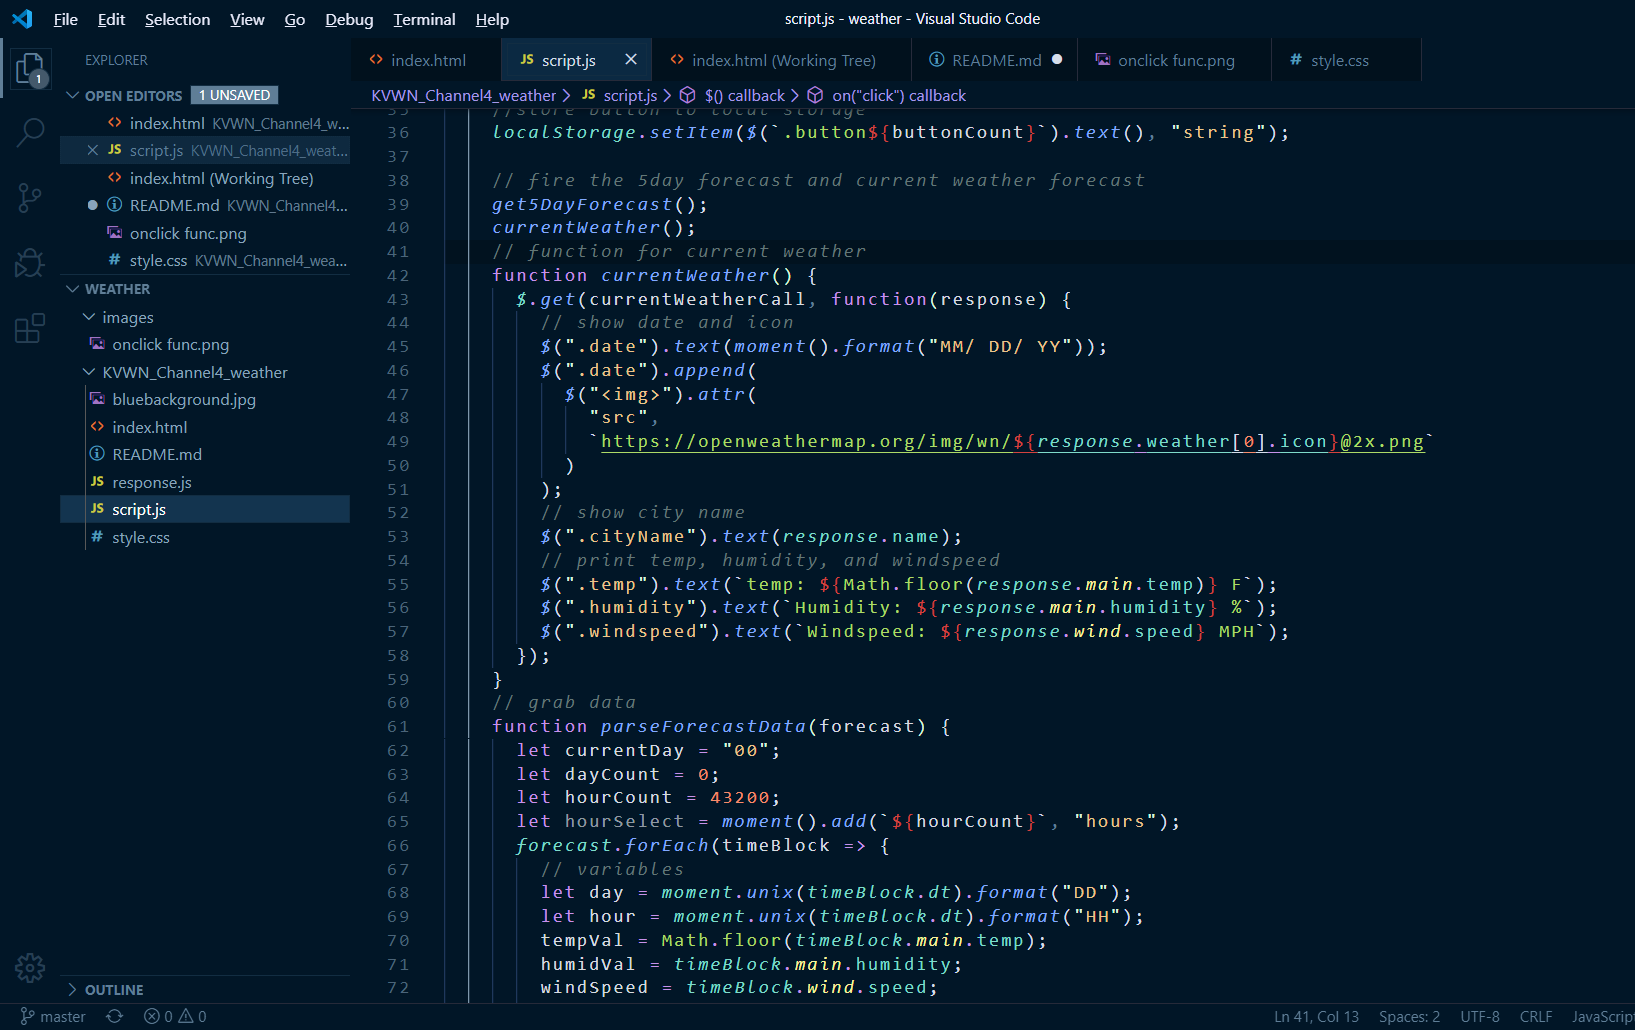 File Edit Selection View Go Debug Terminal Help
script.js - weather - Visual Studio Code
EXPLORER
1
OPEN EDITORS 1 UNSAVED
index.html KVWN_Channel4_w...
script.js KVWN_Channel4_weat...
index.html (Working Tree)
README.md KVWN_Channel4...
onclick func.png
style.css KVWN_Channel4_wea...
WEATHER
images
onclick func.png
KVWN_Channel4_weather
bluebackground.jpg
index.html
README.md
response.js
script.js
style.css
OUTLINE
index.html JS script.js index.html (Working Tree) README.md onclick func.png # style.css
KVWN_Channel4_weather > JS script.js > $() callback > on("click") callback
35 //store button to local storage
36 localStorage.setItem($(`.button${buttonCount}`).text(), "string");
37
38 // fire the 5day forecast and current weather forecast
39 get5DayForecast();
40 currentWeather();
41 // function for current weather
42 function currentWeather() {
43 $.get(currentWeatherCall, function(response) {
44 // show date and icon
45 $(".date").text(moment().format("MM/ DD/ YY"));
46 $(".date").append(
47 $("<img>").attr(
48 "src",
49 `https://openweathermap.org/img/wn/${response.weather[0].icon}@2x.png`
50 )
51 );
52 // show city name
53 $(".cityName").text(response.name);
54 // print temp, humidity, and windspeed
55 $(".temp").text(`temp: ${Math.floor(response.main.temp)} F`);
56 $(".humidity").text(`Humidity: ${response.main.humidity} %`);
57 $(".windspeed").text(`Windspeed: ${response.wind.speed} MPH`);
58 });
59 }
60 // grab data
61 function parseForecastData(forecast) {
62 let currentDay = "00";
63 let dayCount = 0;
64 let hourCount = 43200;
65 let hourSelect = moment().add(`${hourCount}`, "hours");
66 forecast.forEach(timeBlock => {
67 // variables
68 let day = moment.unix(timeBlock.dt).format("DD");
69 let hour = moment.unix(timeBlock.dt).format("HH");
70 tempVal = Math.floor(timeBlock.main.temp);
71 humidVal = timeBlock.main.humidity;
72 windSpeed = timeBlock.wind.speed;
master 0 0 Ln 41, Col 13 Spaces: 2 UTF-8 CRLF JavaScript